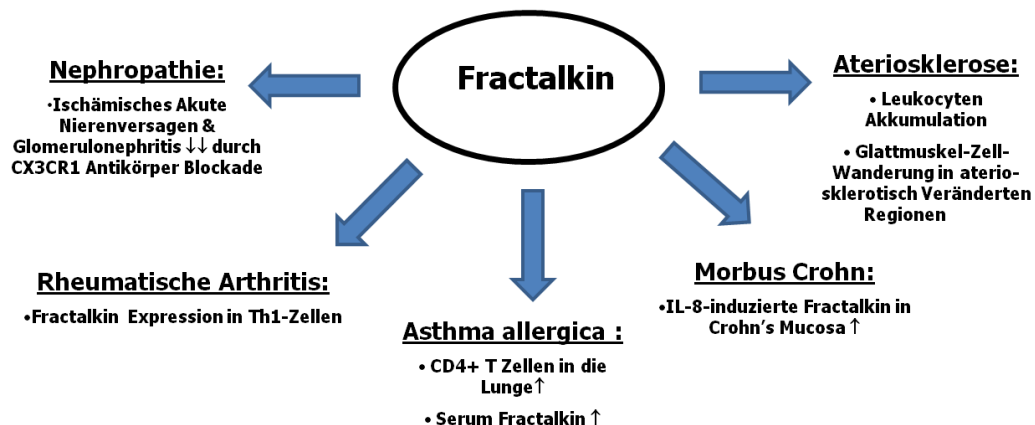 Fractalkin
Nephropathie:
•Ischämisches Akute
Nierenversagen &
Glomerulonephritis ↓↓ durch
CX3CR1 Antikörper Blockade
Ateriosklerose:
• Leukocyten
Akkumulation
• Glattmuskel-Zell-
Wanderung in aterio-
sklerotisch Veränderten
Regionen
Rheumatische Arthritis:
•Fractalkin Expression in Th1-Zellen
Asthma allergica :
• CD4+ T Zellen in die
Lunge↑
• Serum Fractalkin ↑
Morbus Crohn:
•IL-8-induzierte Fractalkin in
Crohn's Mucosa ↑